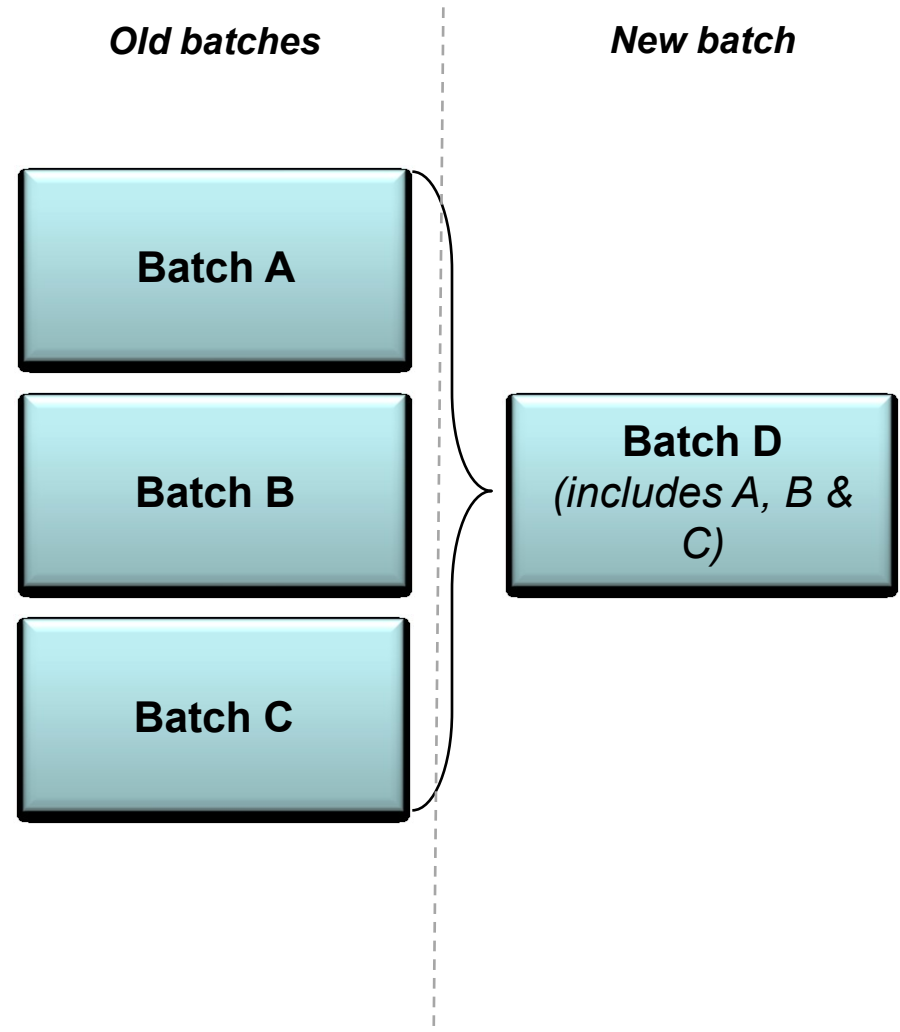 Old batches
New batch
Batch A
Batch B
Batch C
Batch D
(includes A, B &
C)